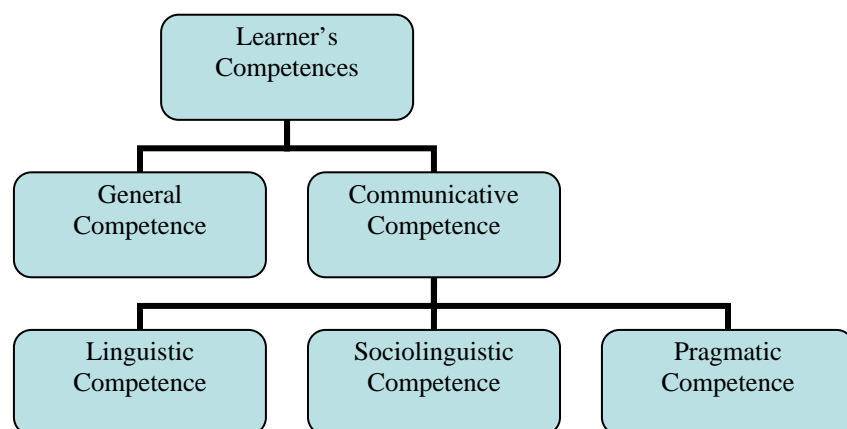 Learner’s
Competences
General
Competence
Communicative
Competence
Linguistic
Competence
Sociolinguistic
Competence
Pragmatic
Competence